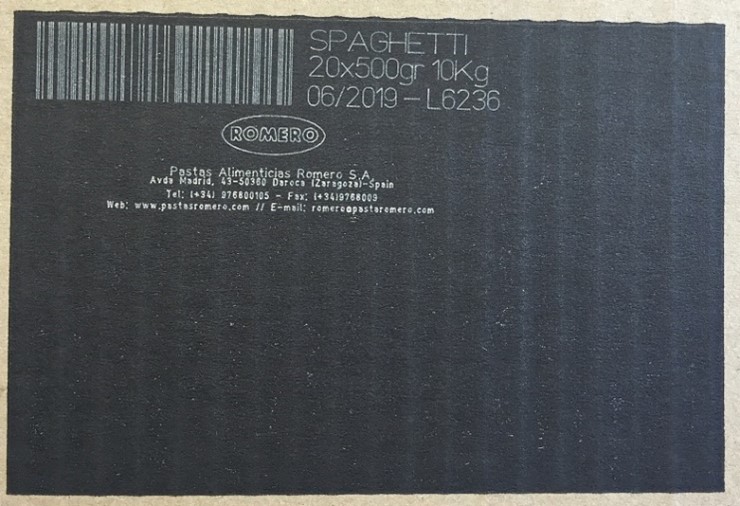 SPAGHETTI
20x500gr 10Kg
06/2019 - L6236
ROMERO
Pastas Alimenticias Romero S.A.
Avda Madrid, 43-50360 Daroca (Zaragoza)-Spain
Tel: (+34) 976800105 - Fax: (+34)9768009
Web: www.pastasromero.com // E-mail: romero@pastaromero.com